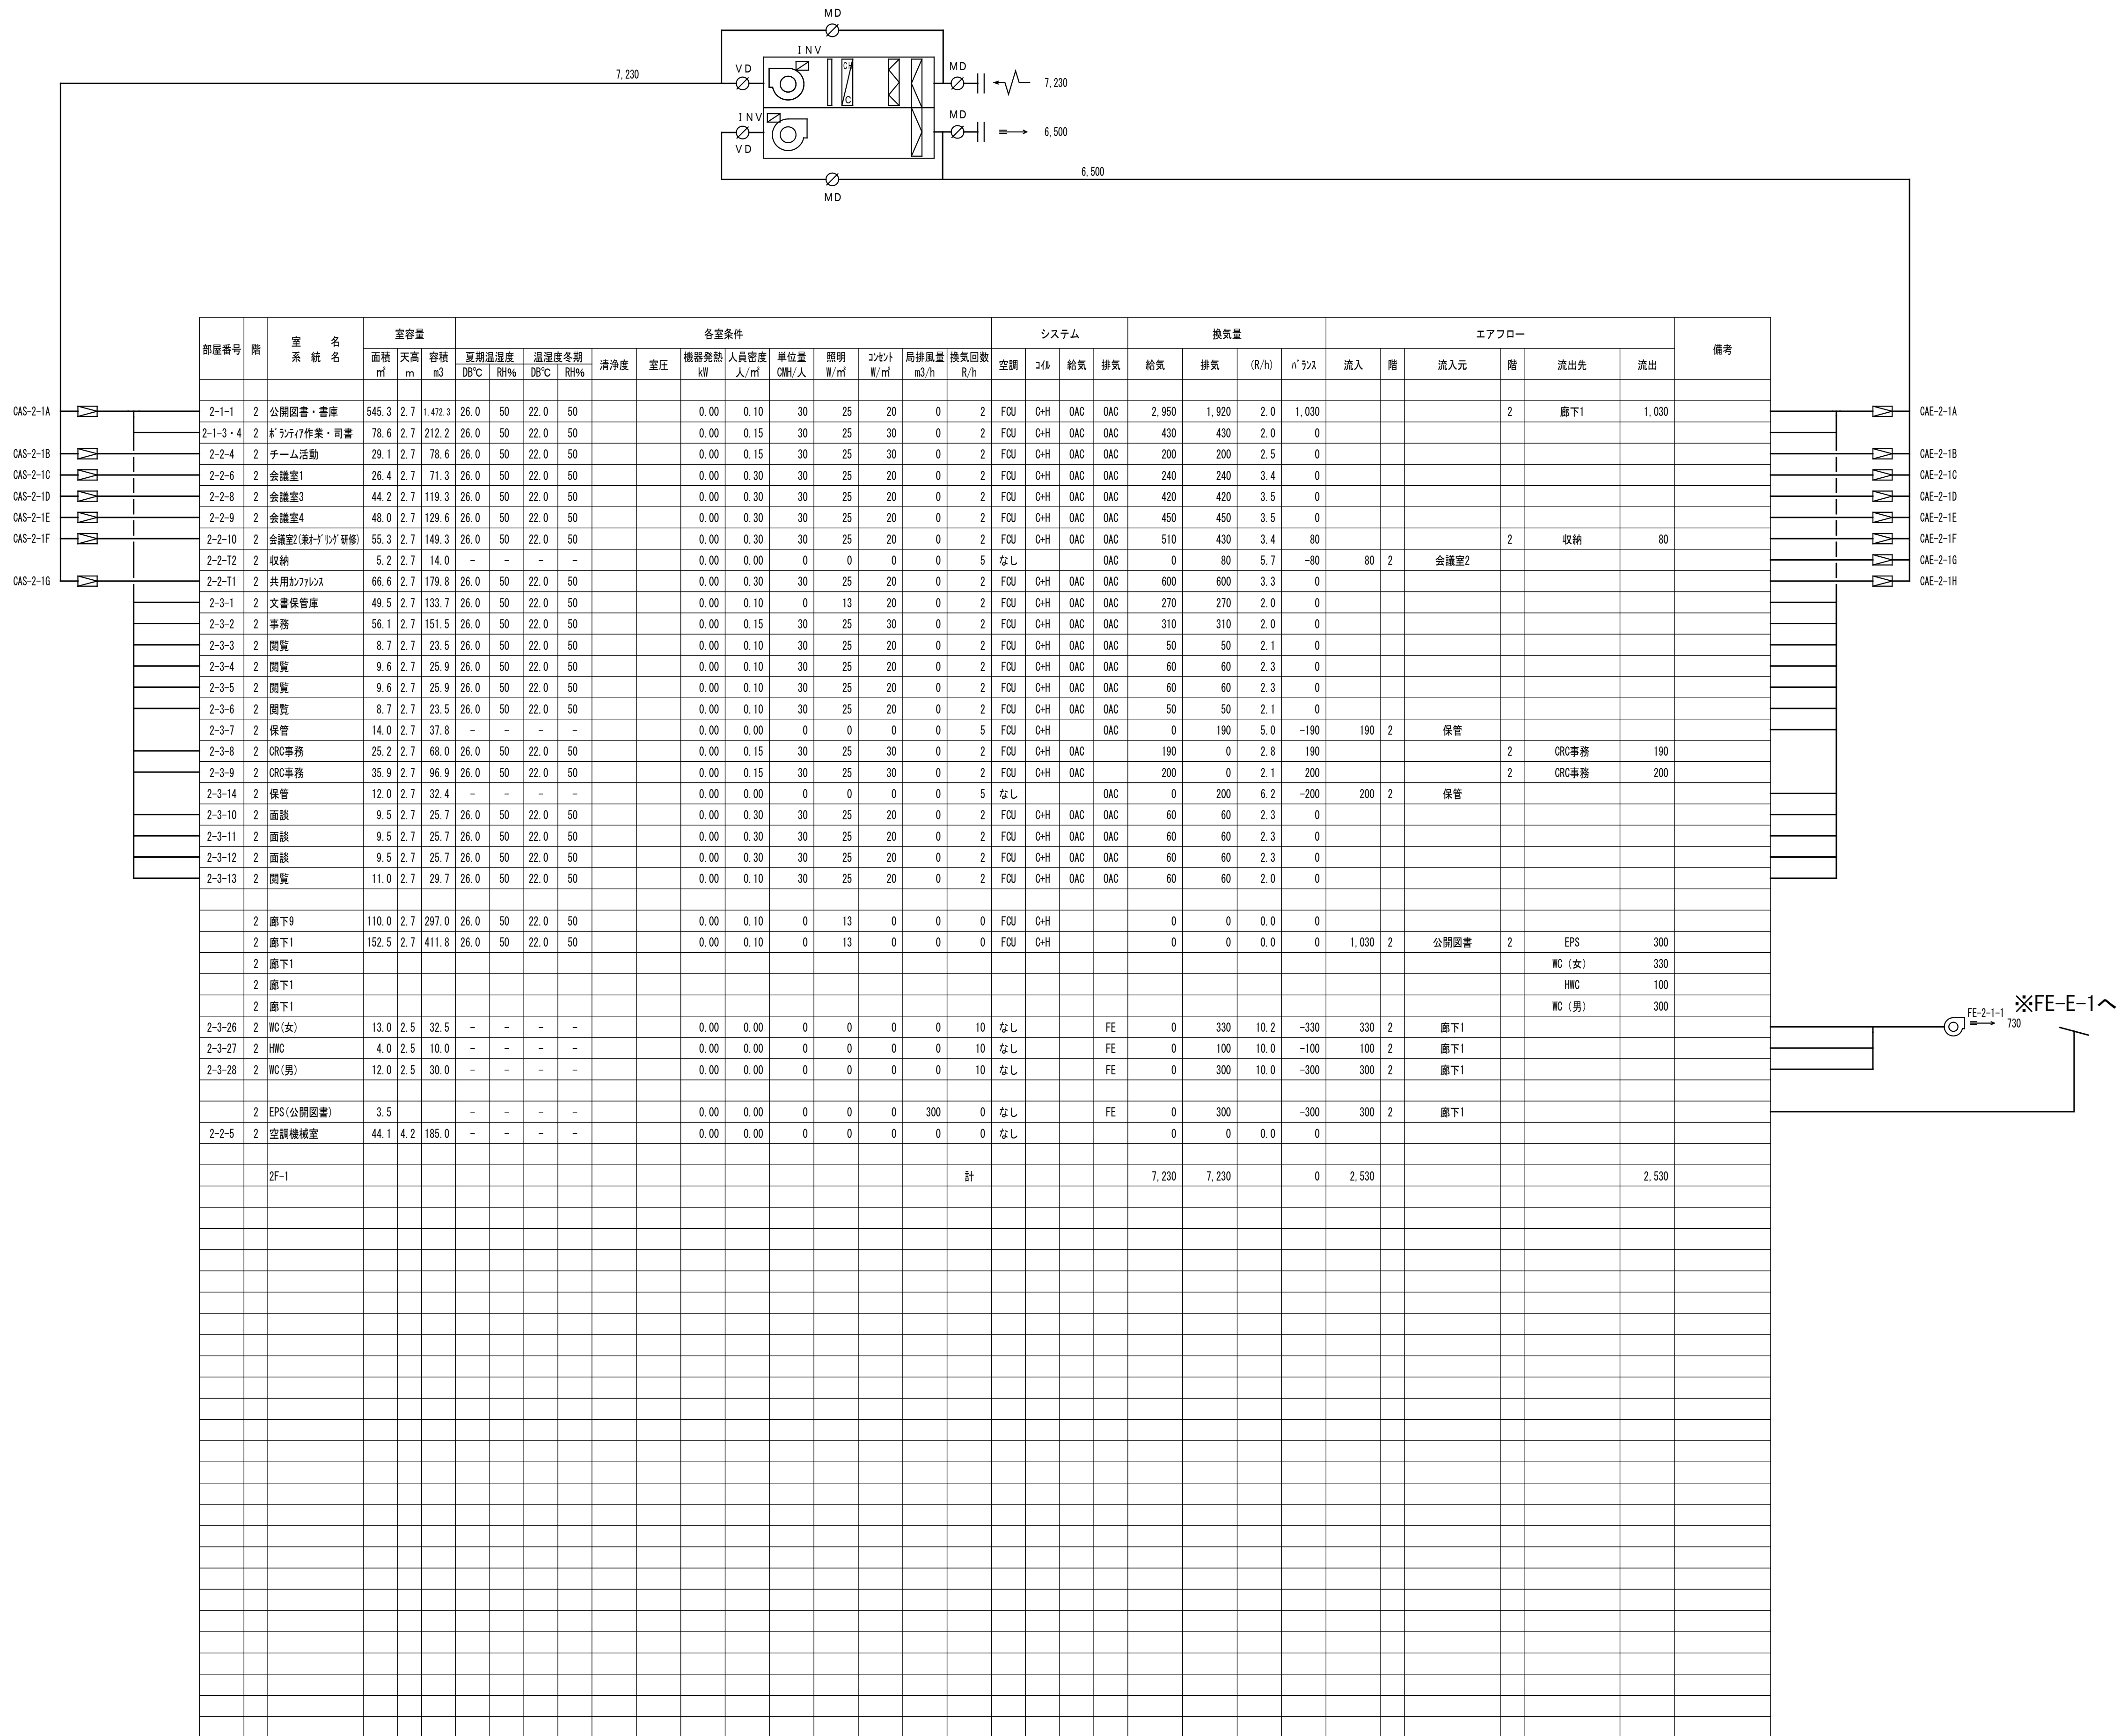 MD
INV
VD
CH
C
MD
7,230
7,230
INV
VD
MD
6,500
6,500
MD
部屋番号 階 室 名 系 統 名 室容量 各室条件 システム 換気量 エアフロー 備考
面積 ㎡ 天高 m 容積 m3 夏期温湿度 DB℃ RH% 温湿度冬期 DB℃ RH% 清浄度 室圧 機器発熱 kW 人員密度 人/㎡ 単位量 CMH/人 照明 W/㎡ ｺﾝｾﾝﾄ W/㎡ 局排風量 m3/h 換気回数 R/h 空調 ｺｲﾙ 給気 排気 給気 排気 (R/h) ﾊﾞﾗﾝｽ 流入 階 流入元 階 流出先 流出
CAS-2-1A 2-1-1 2 公開図書・書庫 545.3 2.7 1,472.3 26.0 50 22.0 50 0.00 0.10 30 25 20 0 2 FCU C+H OAC OAC 2,950 1,920 2.0 1,030 2 廊下1 1,030 CAE-2-1A
2-1-3・4 2 ﾎﾞﾗﾝﾃｨｱ作業・司書 78.6 2.7 212.2 26.0 50 22.0 50 0.00 0.15 30 25 30 0 2 FCU C+H OAC OAC 430 430 2.0 0
CAS-2-1B 2-2-4 2 チーム活動 29.1 2.7 78.6 26.0 50 22.0 50 0.00 0.15 30 25 30 0 2 FCU C+H OAC OAC 200 200 2.5 0 CAE-2-1B
CAS-2-1C 2-2-6 2 会議室1 26.4 2.7 71.3 26.0 50 22.0 50 0.00 0.30 30 25 20 0 2 FCU C+H OAC OAC 240 240 3.4 0 CAE-2-1C
CAS-2-1D 2-2-8 2 会議室3 44.2 2.7 119.3 26.0 50 22.0 50 0.00 0.30 30 25 20 0 2 FCU C+H OAC OAC 420 420 3.5 0 CAE-2-1D
CAS-2-1E 2-2-9 2 会議室4 48.0 2.7 129.6 26.0 50 22.0 50 0.00 0.30 30 25 20 0 2 FCU C+H OAC OAC 450 450 3.5 0 CAE-2-1E
CAS-2-1F 2-2-10 2 会議室2(兼ｵｰﾀﾞﾘﾝｸﾞ研修) 55.3 2.7 149.3 26.0 50 22.0 50 0.00 0.30 30 25 20 0 2 FCU C+H OAC OAC 510 430 3.4 80 2 収納 80 CAE-2-1F
2-2-T2 2 収納 5.2 2.7 14.0 - - - - 0.00 0.00 0 0 0 0 5 なし OAC 0 80 5.7 -80 80 2 会議室2 CAE-2-1G
CAS-2-1G 2-2-T1 2 共用ｶﾝﾌｧﾚﾝｽ 66.6 2.7 179.8 26.0 50 22.0 50 0.00 0.30 30 25 20 0 2 FCU C+H OAC OAC 600 600 3.3 0 CAE-2-1H
2-3-1 2 文書保管庫 49.5 2.7 133.7 26.0 50 22.0 50 0.00 0.10 0 13 20 0 2 FCU C+H OAC OAC 270 270 2.0 0
2-3-2 2 事務 56.1 2.7 151.5 26.0 50 22.0 50 0.00 0.15 30 25 30 0 2 FCU C+H OAC OAC 310 310 2.0 0
2-3-3 2 閲覧 8.7 2.7 23.5 26.0 50 22.0 50 0.00 0.10 30 25 20 0 2 FCU C+H OAC OAC 50 50 2.1 0
2-3-4 2 閲覧 9.6 2.7 25.9 26.0 50 22.0 50 0.00 0.10 30 25 20 0 2 FCU C+H OAC OAC 60 60 2.3 0
2-3-5 2 閲覧 9.6 2.7 25.9 26.0 50 22.0 50 0.00 0.10 30 25 20 0 2 FCU C+H OAC OAC 60 60 2.3 0
2-3-6 2 閲覧 8.7 2.7 23.5 26.0 50 22.0 50 0.00 0.10 30 25 20 0 2 FCU C+H OAC OAC 50 50 2.1 0
2-3-7 2 保管 14.0 2.7 37.8 - - - - 0.00 0.00 0 0 0 0 5 FCU C+H OAC 0 190 5.0 -190 190 2 保管
2-3-8 2 CRC事務 25.2 2.7 68.0 26.0 50 22.0 50 0.00 0.15 30 25 30 0 2 FCU C+H OAC 190 0 2.8 190 2 CRC事務 190
2-3-9 2 CRC事務 35.9 2.7 96.9 26.0 50 22.0 50 0.00 0.15 30 25 30 0 2 FCU C+H OAC 200 0 2.1 200 2 CRC事務 200
2-3-14 2 保管 12.0 2.7 32.4 - - - - 0.00 0.00 0 0 0 0 5 なし OAC 0 200 6.2 -200 200 2 保管
2-3-10 2 面談 9.5 2.7 25.7 26.0 50 22.0 50 0.00 0.30 30 25 20 0 2 FCU C+H OAC OAC 60 60 2.3 0
2-3-11 2 面談 9.5 2.7 25.7 26.0 50 22.0 50 0.00 0.30 30 25 20 0 2 FCU C+H OAC OAC 60 60 2.3 0
2-3-12 2 面談 9.5 2.7 25.7 26.0 50 22.0 50 0.00 0.30 30 25 20 0 2 FCU C+H OAC OAC 60 60 2.3 0
2-3-13 2 閲覧 11.0 2.7 29.7 26.0 50 22.0 50 0.00 0.10 30 25 20 0 2 FCU C+H OAC OAC 60 60 2.0 0
2 廊下9 110.0 2.7 297.0 26.0 50 22.0 50 0.00 0.10 0 13 0 0 0 FCU C+H 0 0 0.0 0
2 廊下1 152.5 2.7 411.8 26.0 50 22.0 50 0.00 0.10 0 13 0 0 0 FCU C+H 0 0 0.0 0 1,030 2 公開図書 2 EPS 300
2 廊下1 WC（女） 330
2 廊下1 HWC 100
2 廊下1 WC（男） 300
※FE-E-1へ
2-3-26 2 WC(女) 13.0 2.5 32.5 - - - - 0.00 0.00 0 0 0 0 10 なし FE 0 330 10.2 -330 330 2 廊下1 FE-2-1-1 730
2-3-27 2 HWC 4.0 2.5 10.0 - - - - 0.00 0.00 0 0 0 0 10 なし FE 0 100 10.0 -100 100 2 廊下1
2-3-28 2 WC(男) 12.0 2.5 30.0 - - - - 0.00 0.00 0 0 0 0 10 なし FE 0 300 10.0 -300 300 2 廊下1
2 EPS(公開図書) 3.5 - - - - 0.00 0.00 0 0 0 300 0 なし FE 0 300 -300 300 2 廊下1
2-2-5 2 空調機械室 44.1 4.2 185.0 - - - - 0.00 0.00 0 0 0 0 0 なし 0 0 0.0 0
2F-1 計 7,230 7,230 0 2,530 2,530